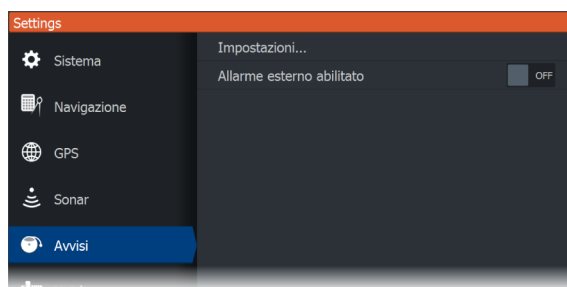 Settings
Sistema
Navigazione
GPS
Sonar
Avvisi
Impostazioni...
Allarme esterno abilitato OFF